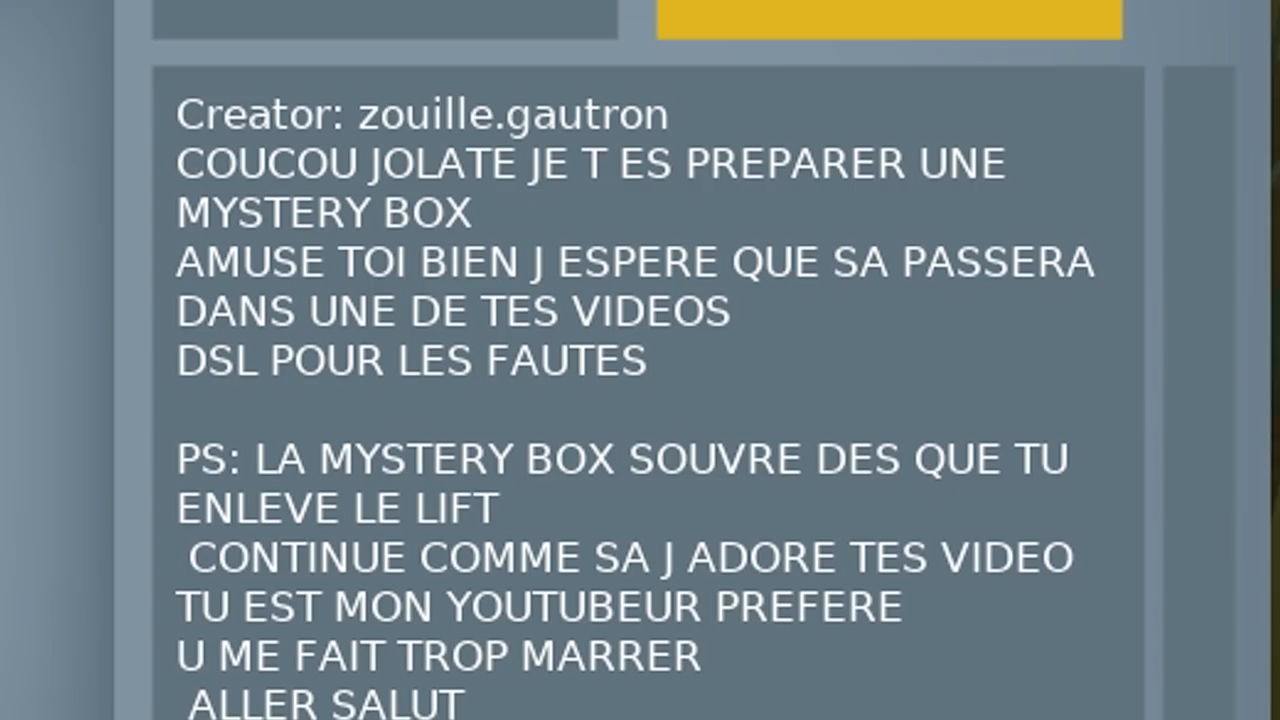 Creator: zouille.gautron
COUCOU JOLATE JE T ES PREPARER UNE
MYSTERY BOX
AMUSE TOI BIEN J ESPERE QUE SA PASSERA
DANS UNE DE TES VIDEOS
DSL POUR LES FAUTES
PS: LA MYSTERY BOX SOUVRE DES QUE TU
ENLEVE LE LIFT
CONTINUE COMME SA J ADORE TES VIDEO
TU EST MON YOUTUBEUR PREFERE
U ME FAIT TROP MARRER
ALLER SALUT